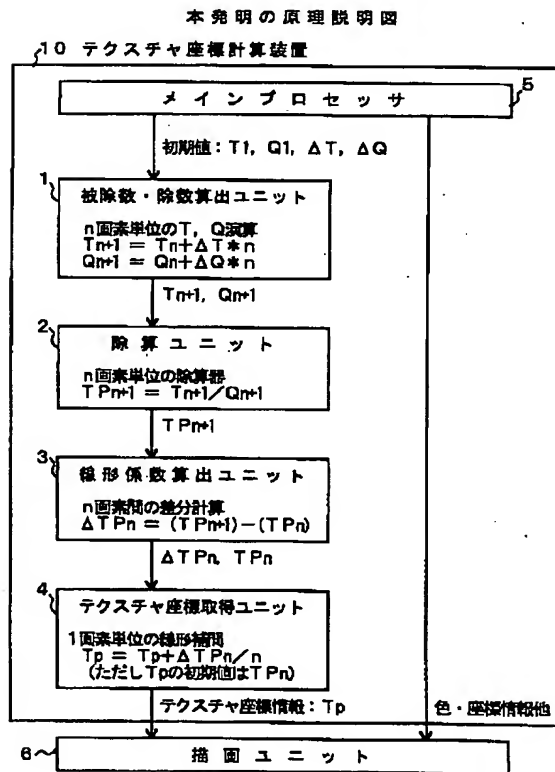 本発明の原理説明図
10 テクスチャ座標計算装置
5
メインプロセッサ
初期値：T1, Q1, ΔT, ΔQ
1
被除数・除数算出ユニット
n画素単位のT, Q演算
Tn+1 = Tn+ΔT*n
Qn+1 = Qn+ΔQ*n
Tn+1, Qn+1
2
除算ユニット
n画素単位の除算器
TPn+1 = Tn+1/Qn+1
TPn+1
3
線形係数算出ユニット
n画素間の差分計算
ΔTPn = (TPn+1)-(TPn)
ΔTPn, TPn
4
テクスチャ座標取得ユニット
1画素単位の線形補間
Tp = Tp+ΔTPn/n
(ただしTpの初期値はTPn)
テクスチャ座標情報：Tp
色・座標情報他
6
描画ユニット